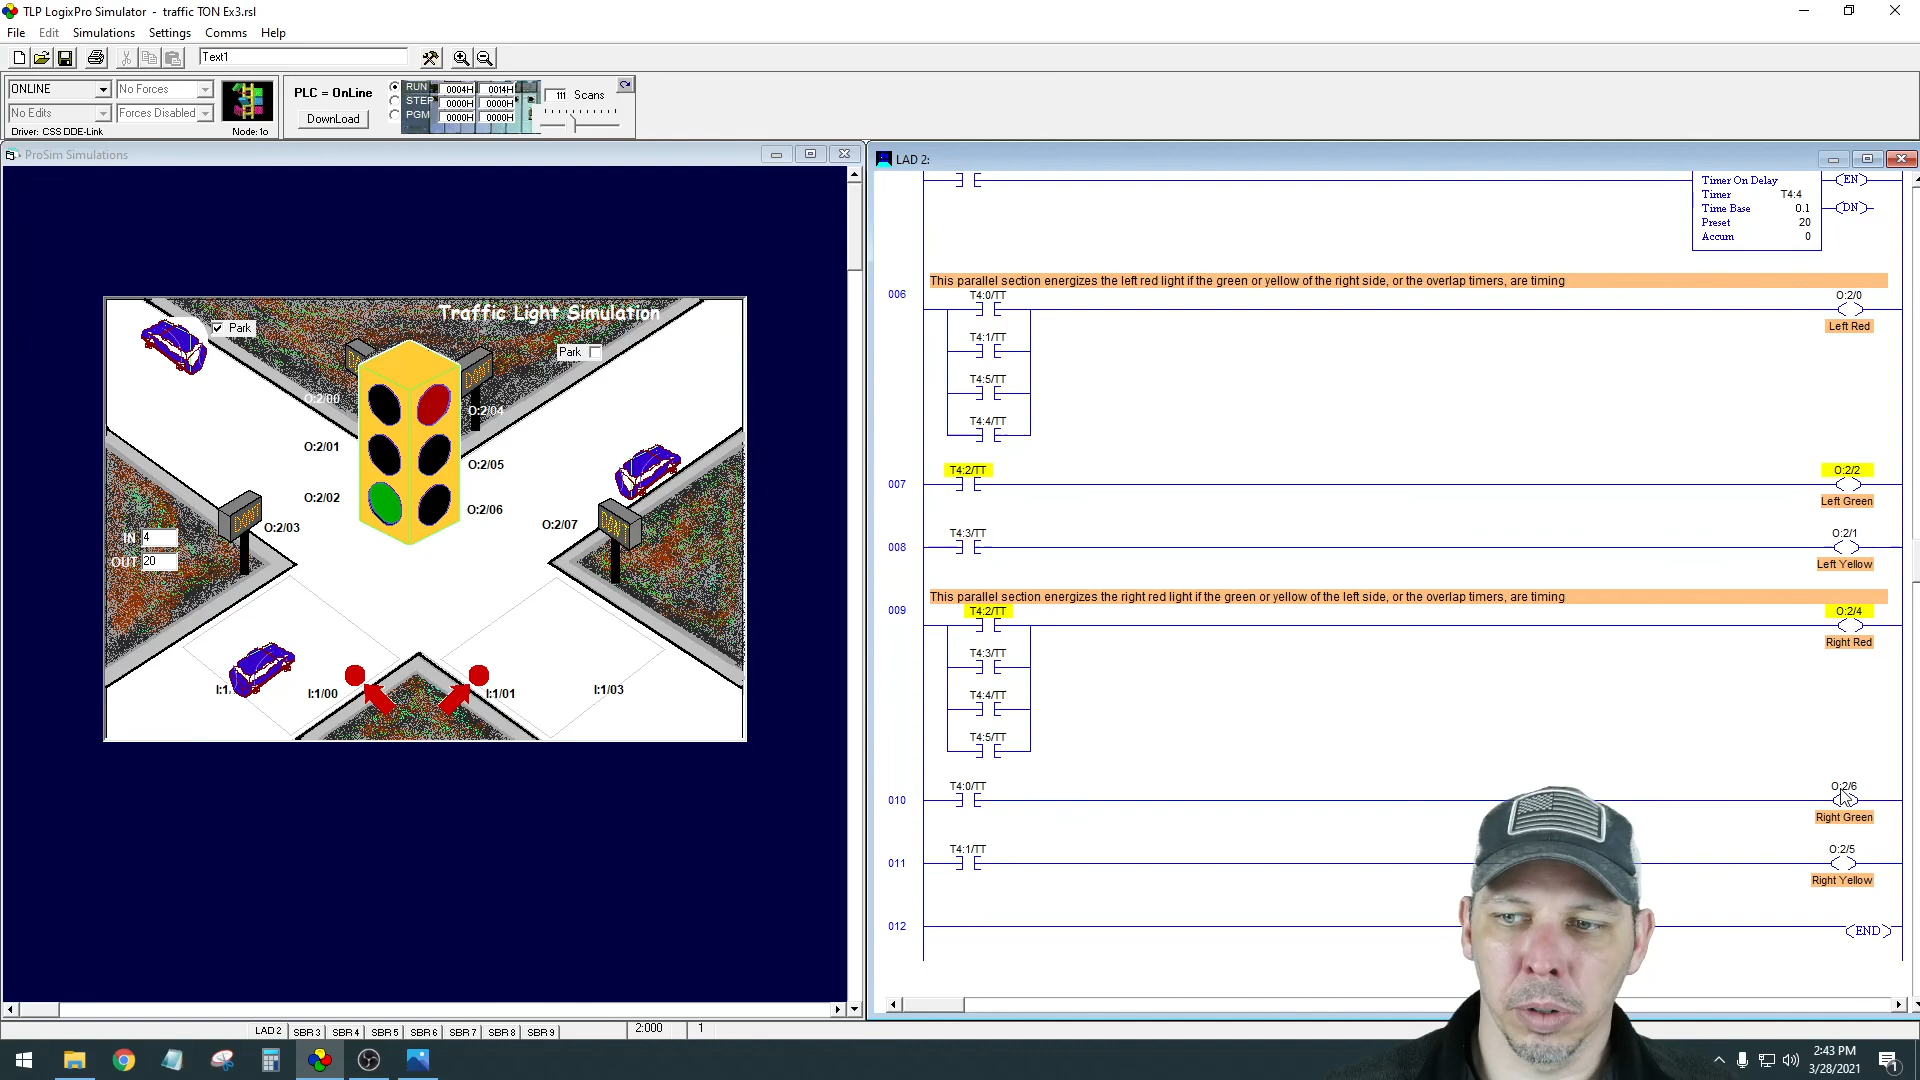 TLP LogixPro Simulator - traffic TON Ex3.rsl
File Edit Simulations Settings Comms Help
Text1
ONLINE
No Forces
No Edits
Forces Disabled
Driver: CSS DDE-Link
Node: 1o
PLC = OnLine
DownLoad
RUN 0004H 0014H
STEP 0000H 0000H
PGM 0000H 0000H
111 Scans
ProSim Simulations
Traffic Light Simulation
Park
Park
O:2/00
O:2/04
O:2/01
O:2/05
O:2/02
O:2/06
O:2/03
O:2/07
IN 4
OUT 20
I:1/00
I:1/01
I:1/03
LAD 2:
Timer On Delay
Timer T4:4
Time Base 0.1
Preset 20
Accum 0
EN
DN
This parallel section energizes the left red light if the green or yellow of the right side, or the overlap timers, are timing
006
T4:0/TT
O:2/0
Left Red
T4:1/TT
T4:5/TT
T4:4/TT
007
T4:2/TT
O:2/2
Left Green
008
T4:3/TT
O:2/1
Left Yellow
This parallel section energizes the right red light if the green or yellow of the left side, or the overlap timers, are timing
009
T4:2/TT
O:2/4
Right Red
T4:3/TT
T4:4/TT
T4:5/TT
010
T4:0/TT
O:2/6
Right Green
011
T4:1/TT
O:2/5
Right Yellow
012
END
LAD 2 SBR 3 SBR 4 SBR 5 SBR 6 SBR 7 SBR 8 SBR 9
2:000 1
2:43 PM
3/28/2021
1